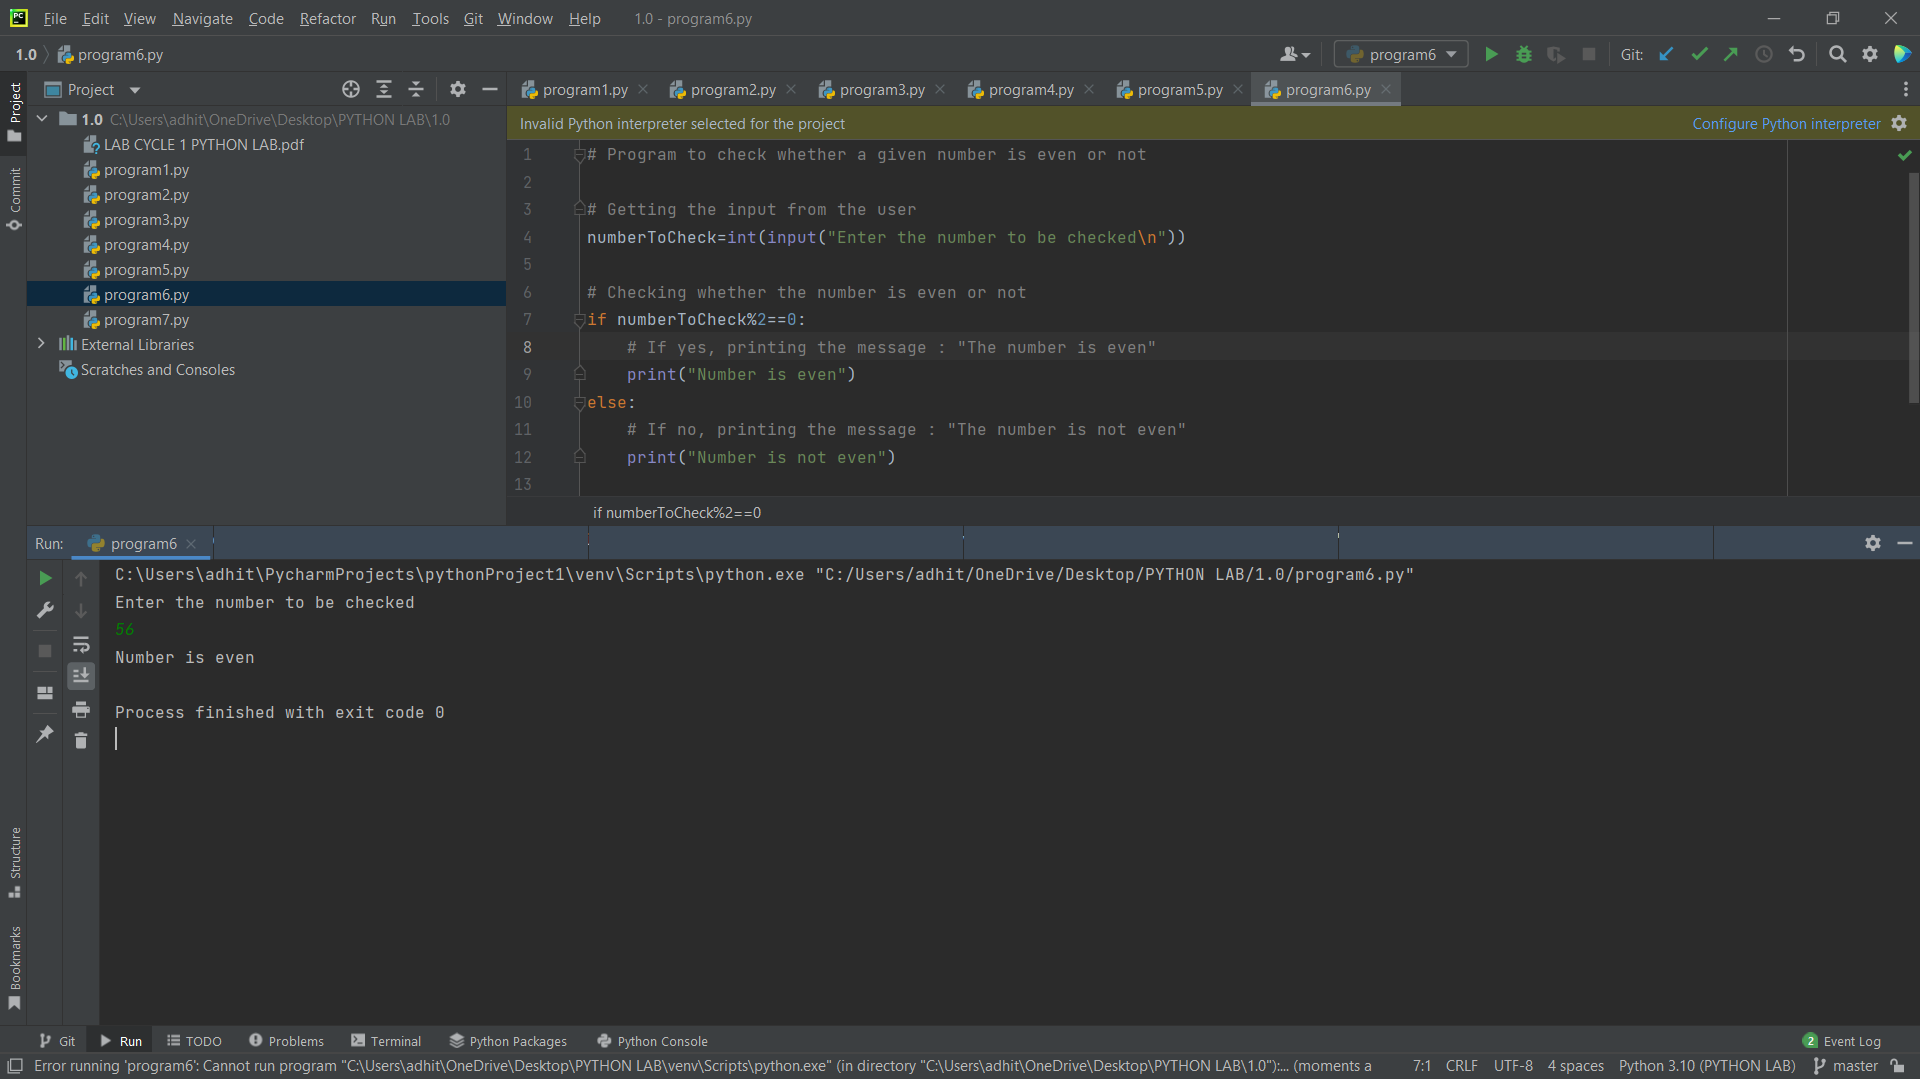 PC File Edit View Navigate Code Refactor Run Tools Git Window Help 1.0 - program6.py
1.0 program6.py program6 Git:
Project
program1.py program2.py program3.py program4.py program5.py program6.py
Invalid Python interpreter selected for the project Configure Python interpreter
1.0 C:\Users\adhit\OneDrive\Desktop\PYTHON LAB\1.0
LAB CYCLE 1 PYTHON LAB.pdf
program1.py
program2.py
program3.py
program4.py
program5.py
program6.py
program7.py
External Libraries
Scratches and Consoles
Project
Commit
Structure
Bookmarks
1 # Program to check whether a given number is even or not
2
3 # Getting the input from the user
4 numberToCheck=int(input("Enter the number to be checked\n"))
5
6 # Checking whether the number is even or not
7 if numberToCheck%2==0:
8 # If yes, printing the message : "The number is even"
9 print("Number is even")
10 else:
11 # If no, printing the message : "The number is not even"
12 print("Number is not even")
13
if numberToCheck%2==0
Run: program6
C:\Users\adhit\PycharmProjects\pythonProject1\venv\Scripts\python.exe "C:/Users/adhit/OneDrive/Desktop/PYTHON LAB/1.0/program6.py"
Enter the number to be checked
56
Number is even
Process finished with exit code 0
Git Run TODO Problems Terminal Python Packages Python Console 2 Event Log
Error running 'program6': Cannot run program "C:\Users\adhit\OneDrive\Desktop\PYTHON LAB\venv\Scripts\python.exe" (in directory "C:\Users\adhit\OneDrive\Desktop\PYTHON LAB\1.0"):... (moments a 7:1 CRLF UTF-8 4 spaces Python 3.10 (PYTHON LAB) master